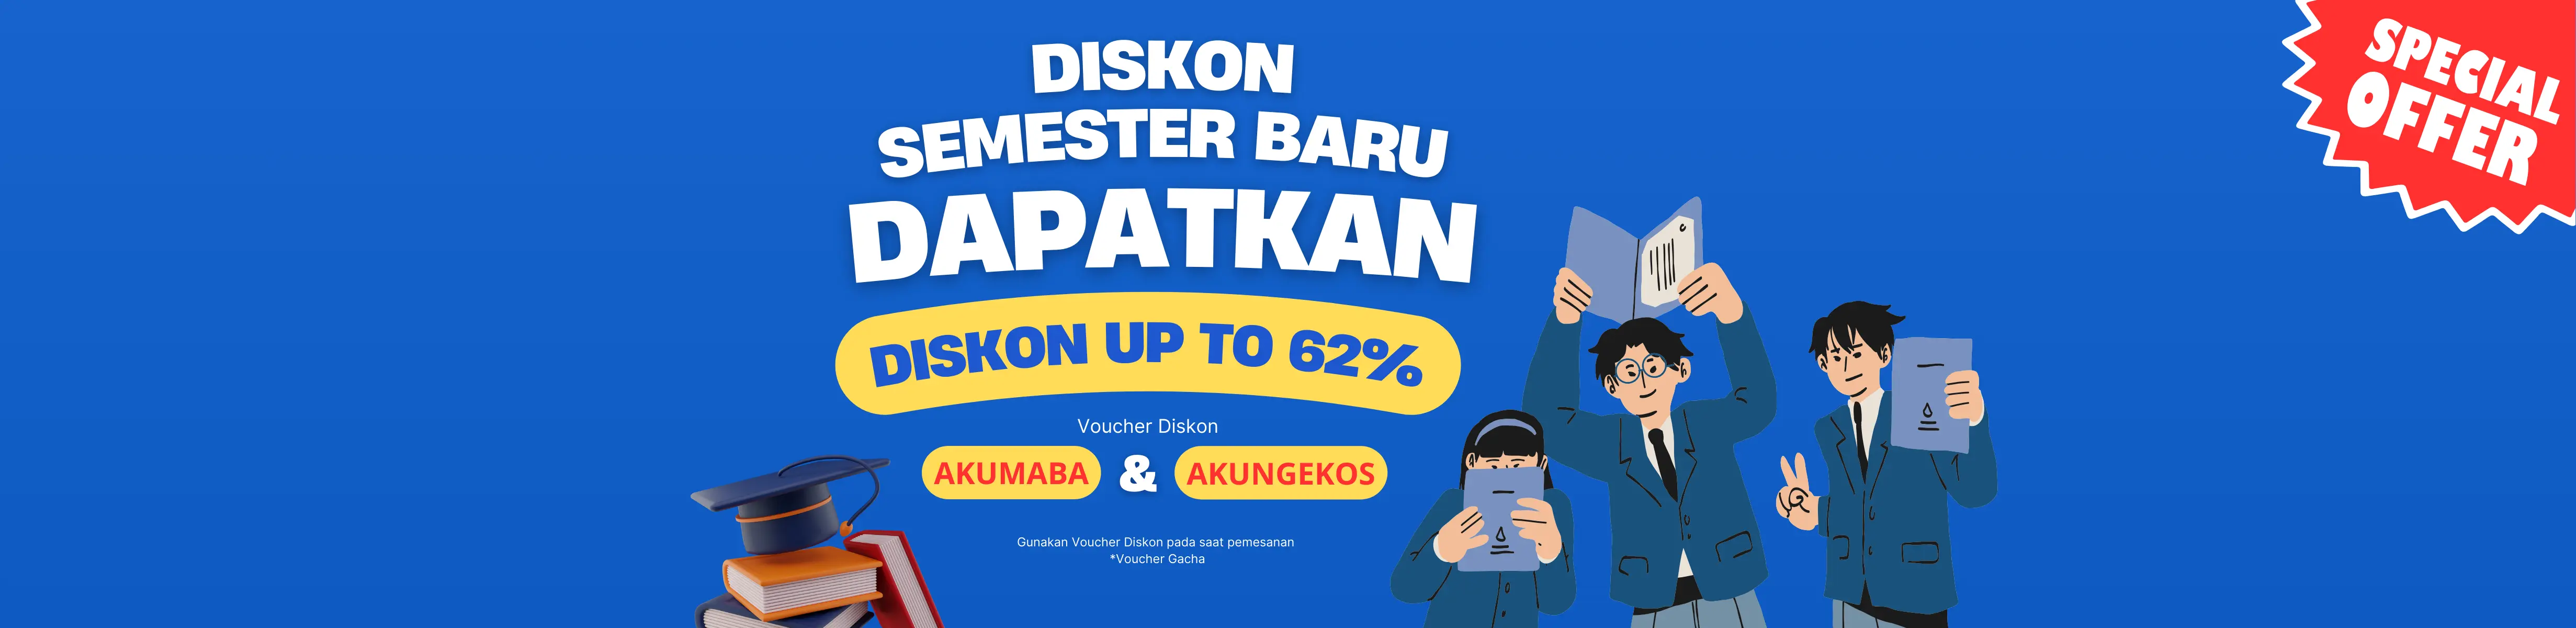 DISKON
SEMESTER BARU
DAPATKAN
DISKON UP TO 62%
Voucher Diskon
AKUMABA & AKUNGEKOS
Gunakan Voucher Diskon pada saat pemesanan
*Voucher Gacha
SPECIAL
OFFER